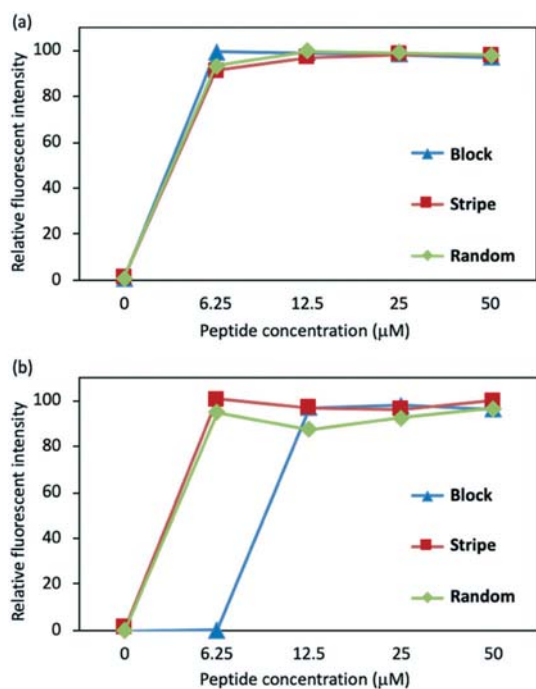 (a)
100
80
60
40
20
0
Relative fluorescent intensity
Block
Stripe
Random
0 6.25 12.5 25 50
Peptide concentration (μM)
(b)
100
80
60
40
20
0
Relative fluorescent intensity
Block
Stripe
Random
0 6.25 12.5 25 50
Peptide concentration (μM)